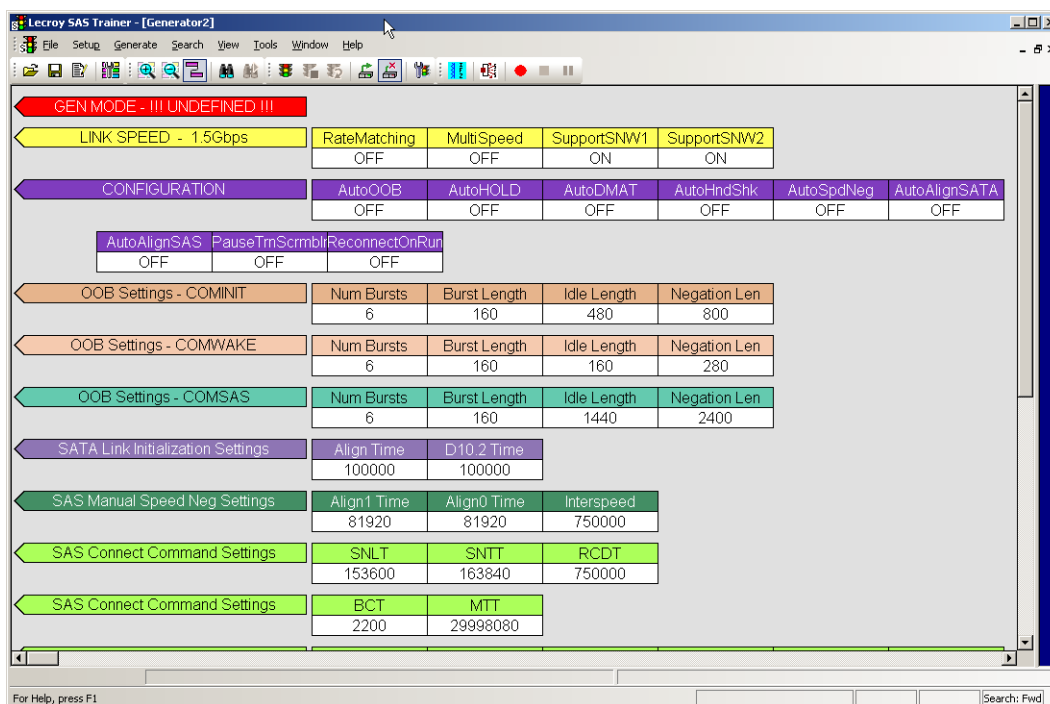 Lecroy SAS Trainer - [Generator2]
File Setup Generate Search View Tools Window Help
GEN MODE - !!! UNDEFINED !!!
LINK SPEED - 1.5Gbps RateMatching MultiSpeed SupportSNW1 SupportSNW2
OFF OFF ON ON
CONFIGURATION AutoOOB AutoHOLD AutoDMAT AutoHndShk AutoSpdNeg AutoAlignSATA
OFF OFF OFF OFF OFF OFF
AutoAlignSAS PauseTrnScrmblr ReconnectOnRun
OFF OFF OFF
OOB Settings - COMINIT Num Bursts Burst Length Idle Length Negation Len
6 160 480 800
OOB Settings - COMWAKE Num Bursts Burst Length Idle Length Negation Len
6 160 160 280
OOB Settings - COMSAS Num Bursts Burst Length Idle Length Negation Len
6 160 1440 2400
SATA Link Initialization Settings Align Time D10.2 Time
100000 100000
SAS Manual Speed Neg Settings Align1 Time Align0 Time Interspeed
81920 81920 750000
SAS Connect Command Settings SNLT SNTT RCDT
153600 163840 750000
SAS Connect Command Settings BCT MTT
2200 29998080
For Help, press F1 Search: Fwd